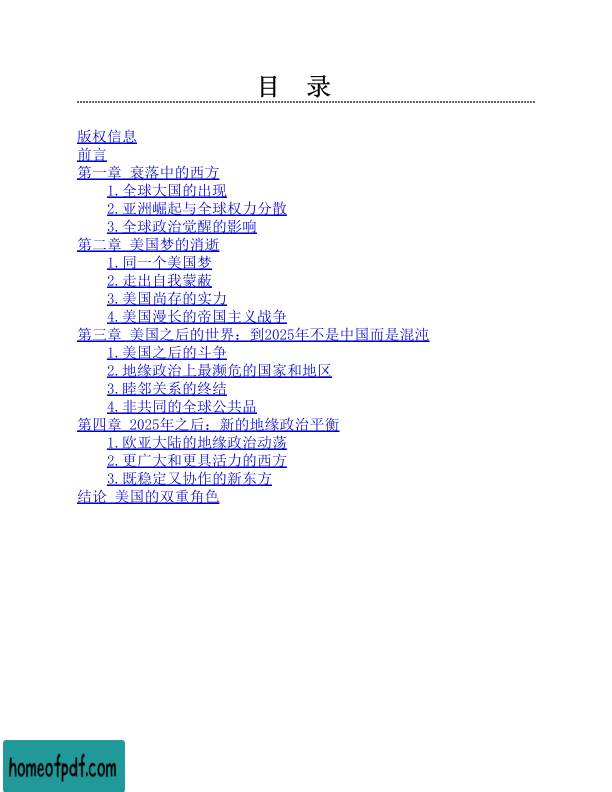 目 录
版权信息
前言
第一章 衰落中的西方
1.全球大国的出现
2.亚洲崛起与全球权力分散
3.全球政治觉醒的影响
第二章 美国梦的消逝
1.同一个美国梦
2.走出自我蒙蔽
3.美国尚存的实力
4.美国漫长的帝国主义战争
第三章 美国之后的世界：到2025年不是中国而是混沌
1.美国之后的斗争
2.地缘政治上最濒危的国家和地区
3.睦邻关系的终结
4.非共同的全球公共品
第四章 2025年之后：新的地缘政治平衡
1.欧亚大陆的地缘政治动荡
2.更广大和更具活力的西方
3.既稳定又协作的新东方
结论 美国的双重角色
homeofpdf.com